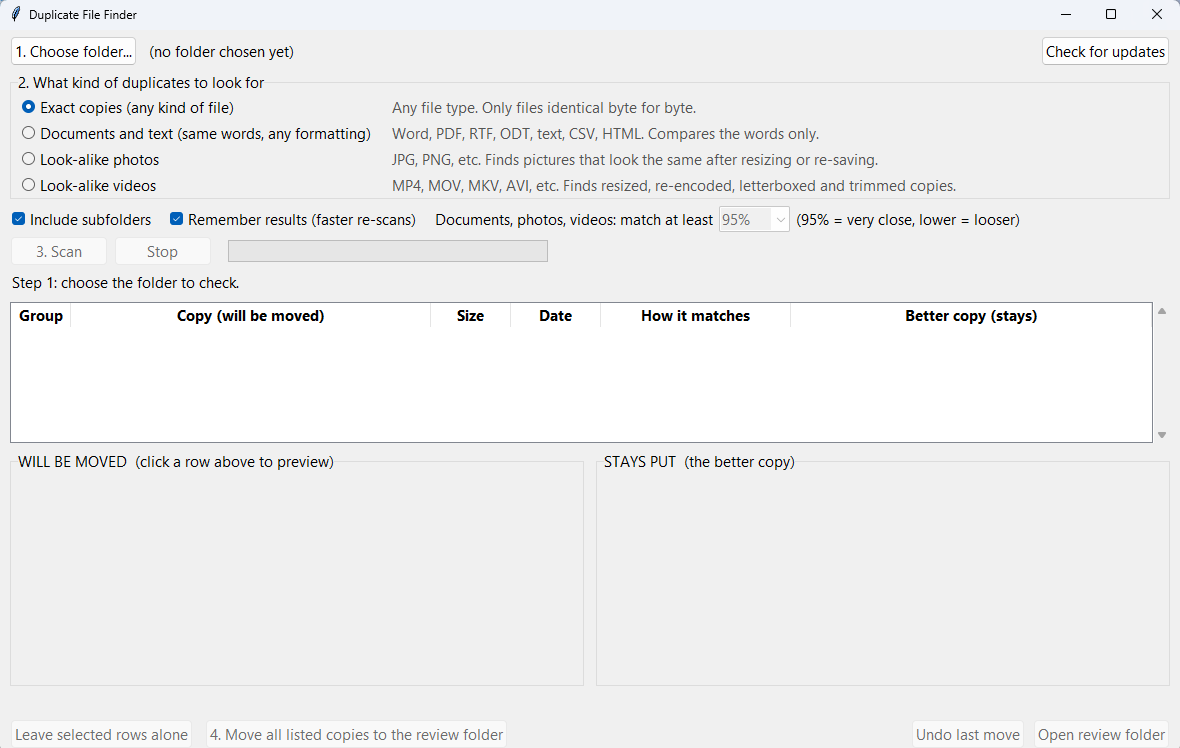 Duplicate File Finder
1. Choose folder... (no folder chosen yet) Check for updates
2. What kind of duplicates to look for
Exact copies (any kind of file) Any file type. Only files identical byte for byte.
Documents and text (same words, any formatting) Word, PDF, RTF, ODT, text, CSV, HTML. Compares the words only.
Look-alike photos JPG, PNG, etc. Finds pictures that look the same after resizing or re-saving.
Look-alike videos MP4, MOV, MKV, AVI, etc. Finds resized, re-encoded, letterboxed and trimmed copies.
Include subfolders Remember results (faster re-scans) Documents, photos, videos: match at least 95% (95% = very close, lower = looser)
3. Scan Stop
Step 1: choose the folder to check.
Group Copy (will be moved) Size Date How it matches Better copy (stays)
WILL BE MOVED (click a row above to preview) STAYS PUT (the better copy)
Leave selected rows alone 4. Move all listed copies to the review folder Undo last move Open review folder